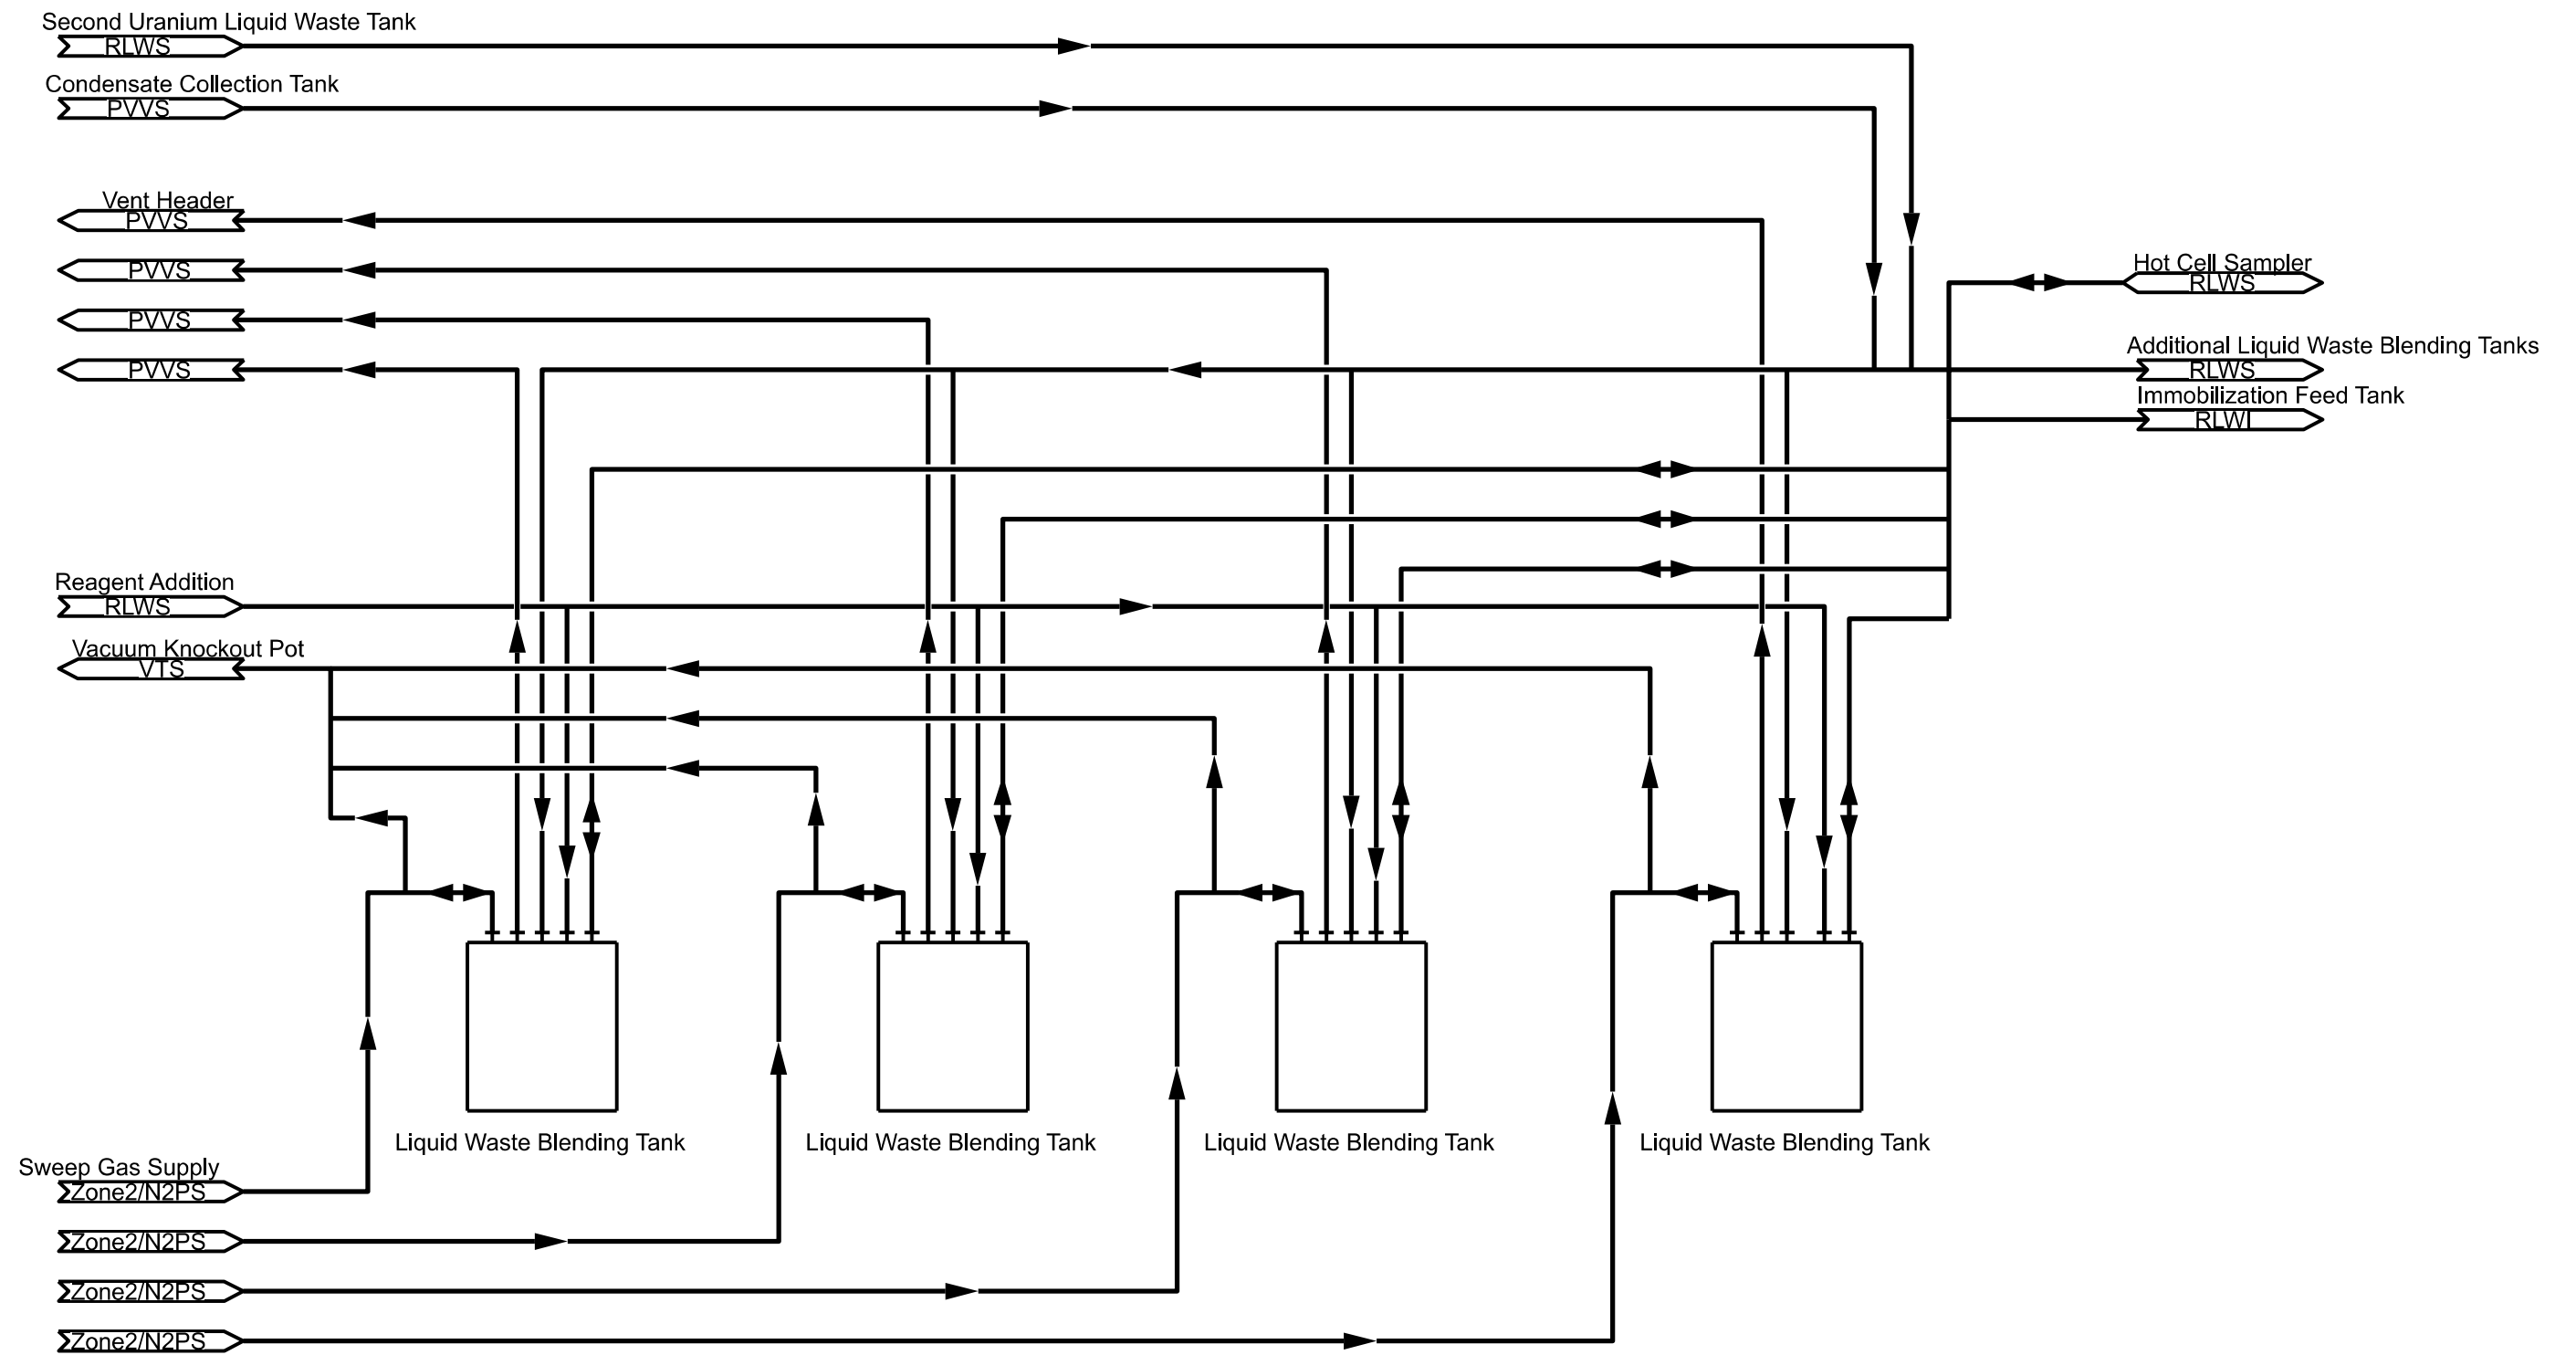 Second Uranium Liquid Waste Tank
RLWS
Condensate Collection Tank
PVVS
Vent Header
PVVS
PVVS
PVVS
PVVS
Hot Cell Sampler
RLWS
Additional Liquid Waste Blending Tanks
RLWS
Immobilization Feed Tank
RLWI
Reagent Addition
RLWS
Vacuum Knockout Pot
VTS
Liquid Waste Blending Tank
Liquid Waste Blending Tank
Liquid Waste Blending Tank
Liquid Waste Blending Tank
Sweep Gas Supply
Zone2/N2PS
Zone2/N2PS
Zone2/N2PS
Zone2/N2PS